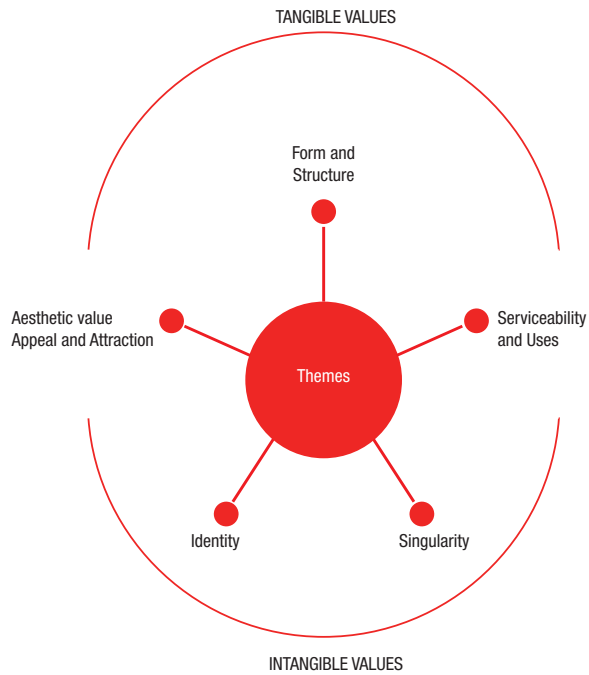 TANGIBLE VALUES
Form and
Structure
Aesthetic value
Appeal and Attraction
Serviceability
and Uses
Themes
Identity
Singularity
INTANGIBLE VALUES